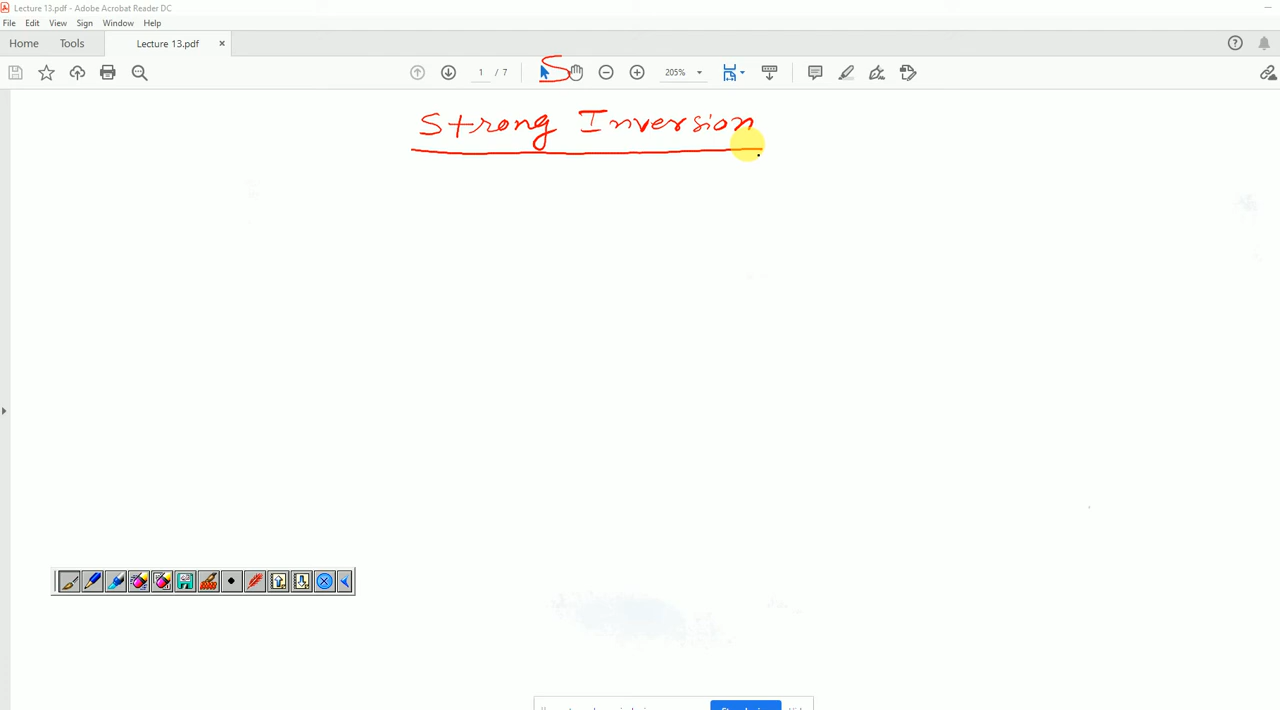 Lecture 13.pdf - Adobe Acrobat Reader DC
File Edit View Sign Window Help
Home Tools Lecture 13.pdf ×
1 / 7 205%
S
Strong Inversion